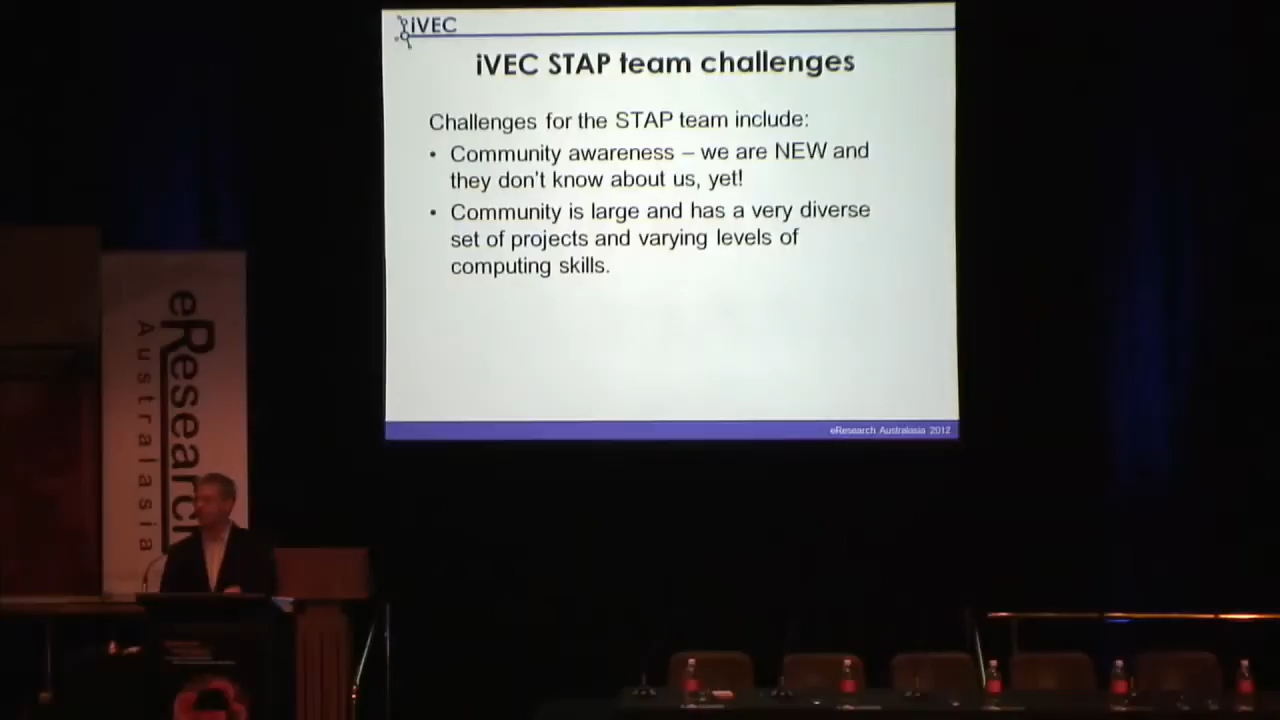 iVEC
iVEC STAP team challenges
Challenges for the STAP team include:
• Community awareness – we are NEW and
they don't know about us, yet!
• Community is large and has a very diverse
set of projects and varying levels of
computing skills.
eResearch Australasia 2012
eResearch
Australasia